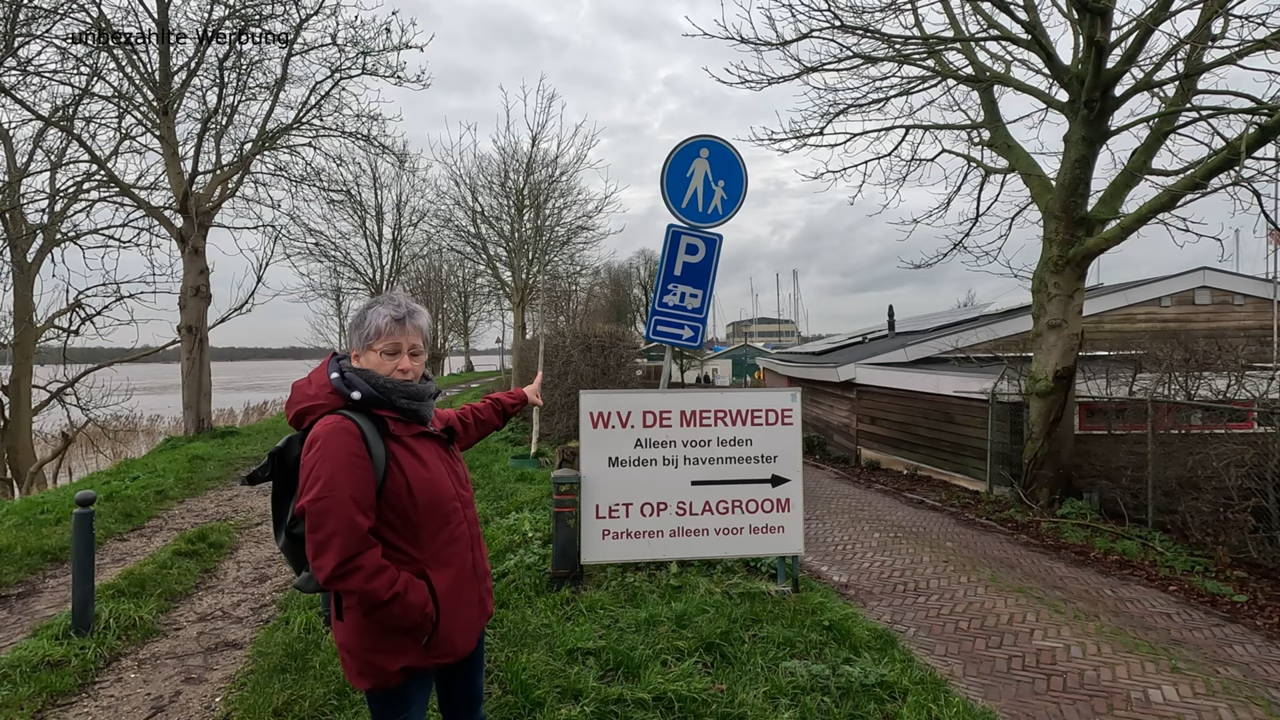 unbezahlte Werbung
P
W.V. DE MERWEDE
Alleen voor leden
Meiden bij havenmeester
LET OP: SLAGROOM
Parkeren alleen voor leden